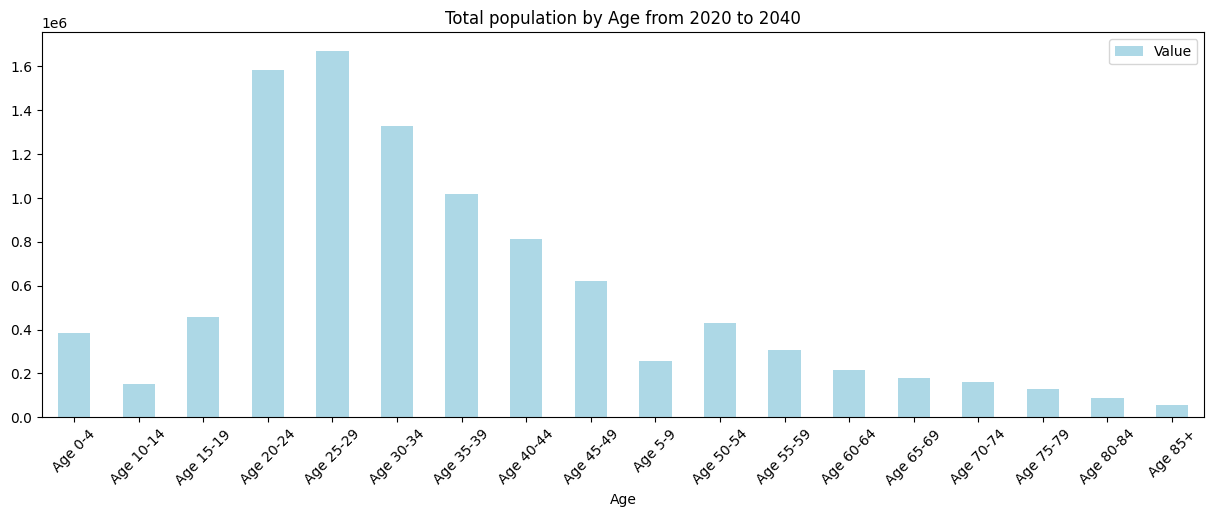 Total population by Age from 2020 to 2040
1e6
Value
1.6
1.4
1.2
1.0
0.8
0.6
0.4
0.2
0.0
Age 0-4
Age 10-14
Age 15-19
Age 20-24
Age 25-29
Age 30-34
Age 35-39
Age 40-44
Age 45-49
Age 5-9
Age 50-54
Age 55-59
Age 60-64
Age 65-69
Age 70-74
Age 75-79
Age 80-84
Age 85+
Age